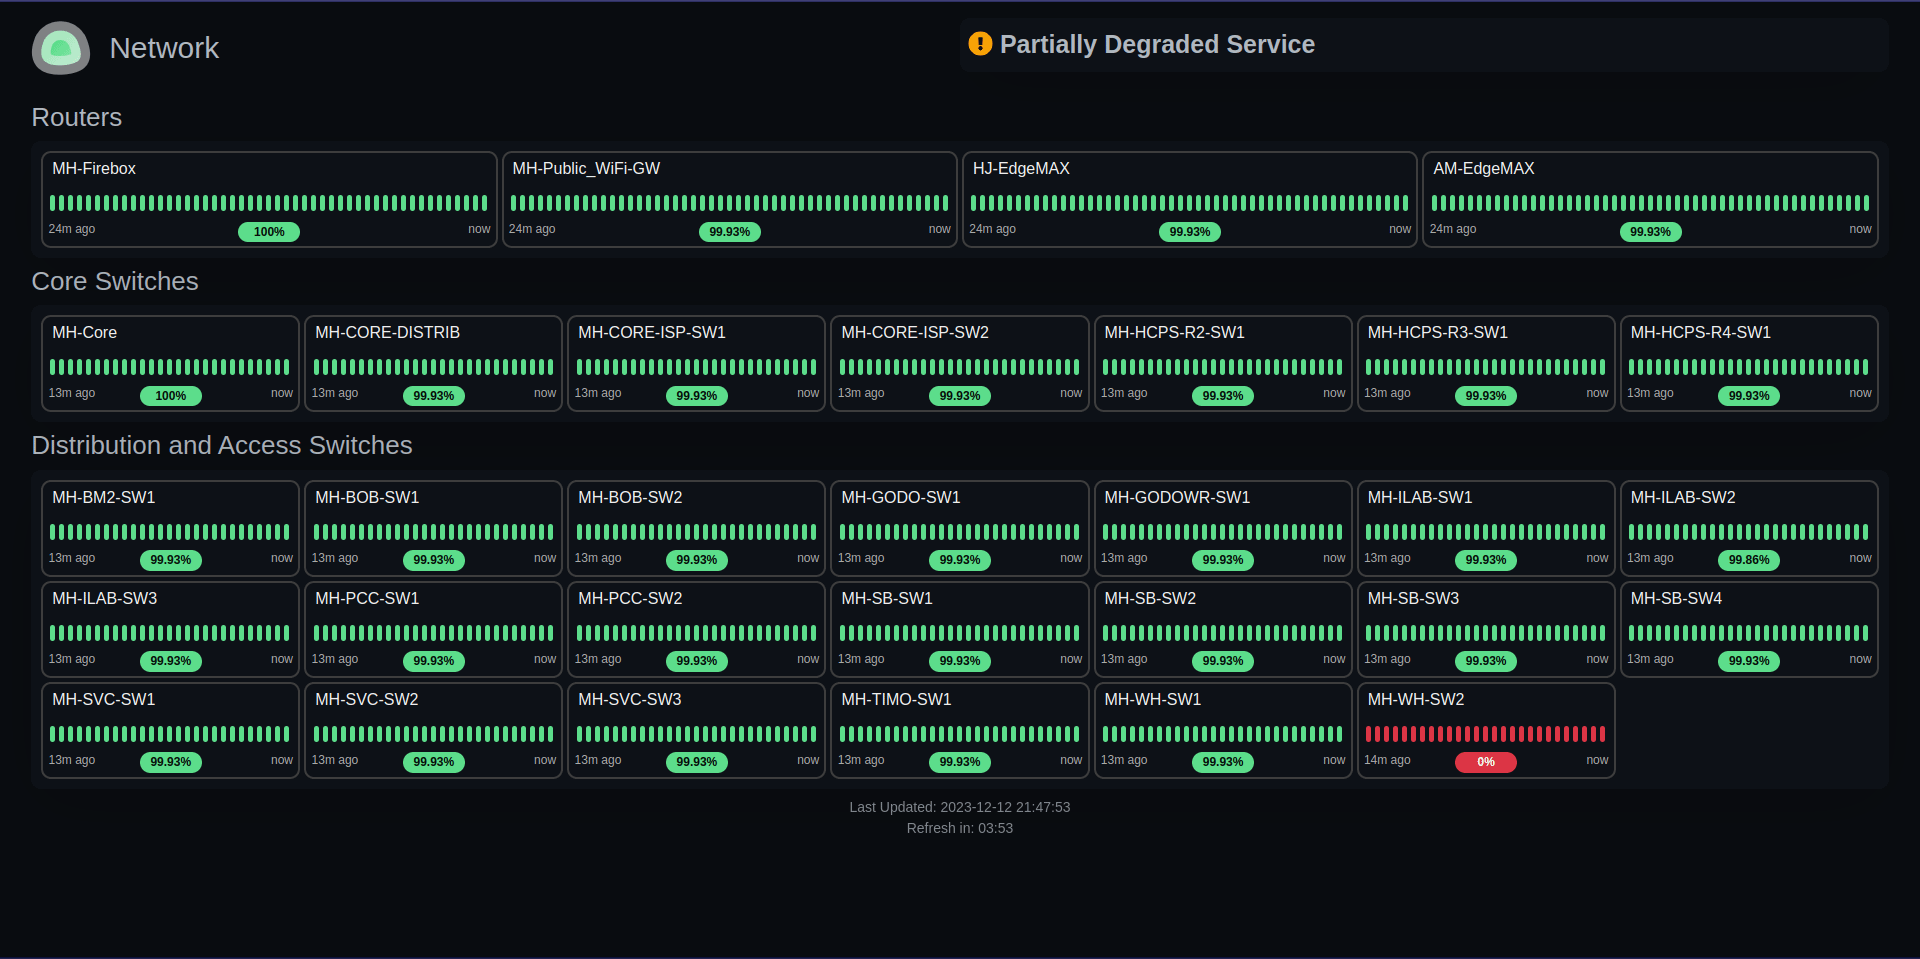 Network
Partially Degraded Service
Routers
MH-Firebox
24m ago 100% now
MH-Public_WiFi-GW
24m ago 99.93% now
HJ-EdgeMAX
24m ago 99.93% now
AM-EdgeMAX
24m ago 99.93% now
Core Switches
MH-Core
13m ago 100% now
MH-CORE-DISTRIB
13m ago 99.93% now
MH-CORE-ISP-SW1
13m ago 99.93% now
MH-CORE-ISP-SW2
13m ago 99.93% now
MH-HCPS-R2-SW1
13m ago 99.93% now
MH-HCPS-R3-SW1
13m ago 99.93% now
MH-HCPS-R4-SW1
13m ago 99.93% now
Distribution and Access Switches
MH-BM2-SW1
13m ago 99.93% now
MH-BOB-SW1
13m ago 99.93% now
MH-BOB-SW2
13m ago 99.93% now
MH-GODO-SW1
13m ago 99.93% now
MH-GODOWR-SW1
13m ago 99.93% now
MH-ILAB-SW1
13m ago 99.93% now
MH-ILAB-SW2
13m ago 99.86% now
MH-ILAB-SW3
13m ago 99.93% now
MH-PCC-SW1
13m ago 99.93% now
MH-PCC-SW2
13m ago 99.93% now
MH-SB-SW1
13m ago 99.93% now
MH-SB-SW2
13m ago 99.93% now
MH-SB-SW3
13m ago 99.93% now
MH-SB-SW4
13m ago 99.93% now
MH-SVC-SW1
13m ago 99.93% now
MH-SVC-SW2
13m ago 99.93% now
MH-SVC-SW3
13m ago 99.93% now
MH-TIMO-SW1
13m ago 99.93% now
MH-WH-SW1
13m ago 99.93% now
MH-WH-SW2
14m ago 0% now
Last Updated: 2023-12-12 21:47:53
Refresh in: 03:53